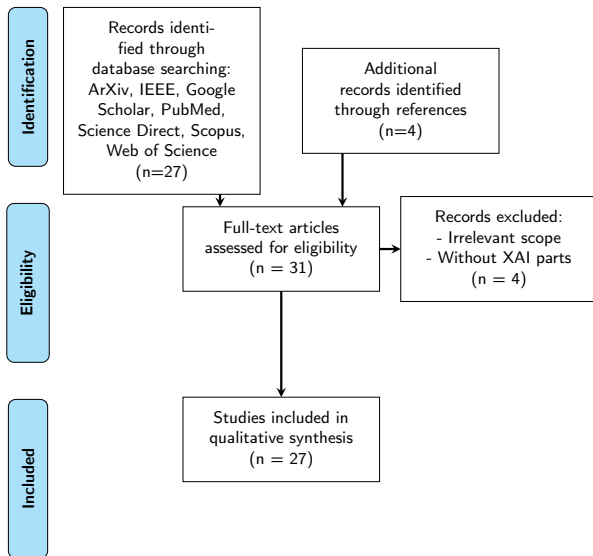 Identification
Records identi-
fied through
database searching:
ArXiv, IEEE, Google
Scholar, PubMed,
Science Direct, Scopus,
Web of Science
(n=27)
Additional
records identified
through references
(n=4)
Eligibility
Full-text articles
assessed for eligibility
(n = 31)
Records excluded:
- Irrelevant scope
- Without XAI parts
(n = 4)
Included
Studies included in
qualitative synthesis
(n = 27)